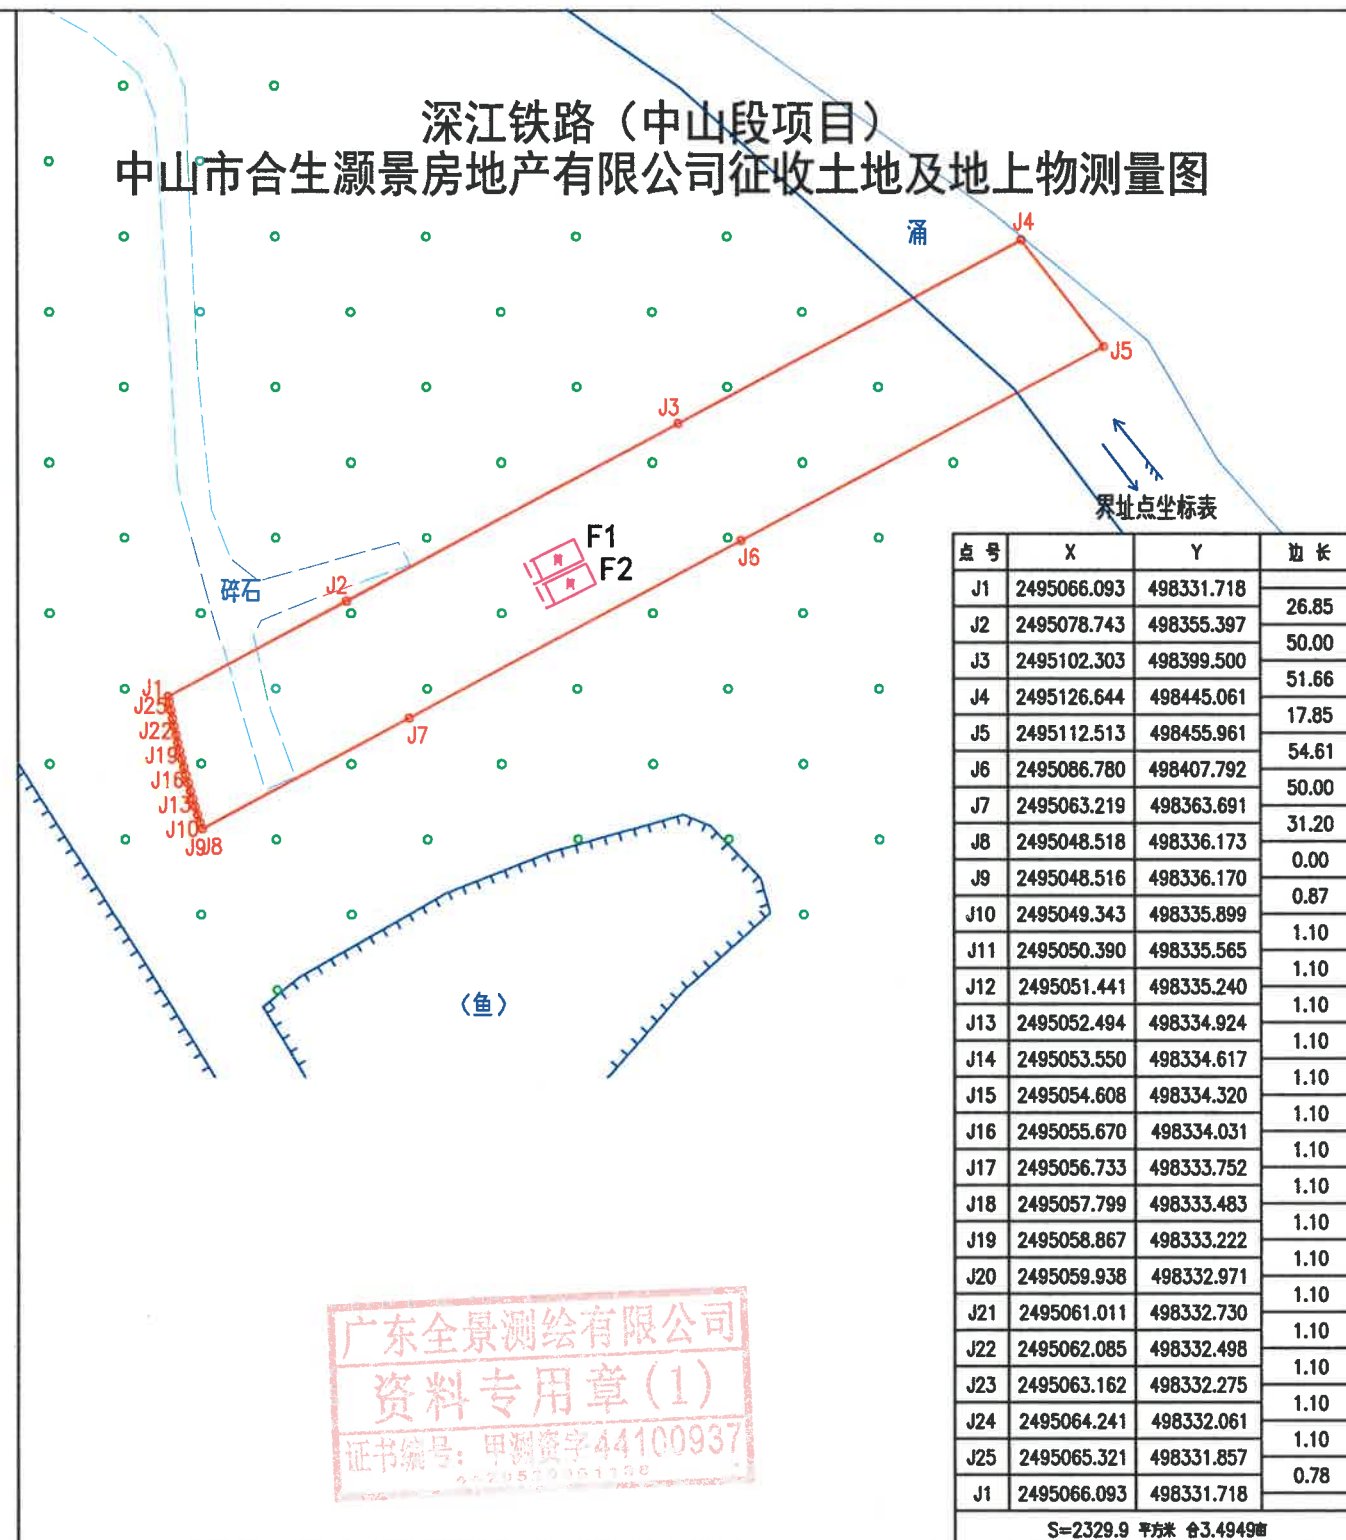 深江铁路（中山段项目）
中山市合生灏景房地产有限公司征收土地及地上物测量图
涌
J4
J5
J3
J6
F1
F2
碎石
J2
J1
J25
J22
J19
J16
J13
J10
J9
J8
J7
（鱼）
界址点坐标表
点 号 X Y 边 长
J1 2495066.093 498331.718
26.85
J2 2495078.743 498355.397
50.00
J3 2495102.303 498399.500
51.66
J4 2495126.644 498445.061
17.85
J5 2495112.513 498455.961
54.61
J6 2495086.780 498407.792
50.00
J7 2495063.219 498363.691
31.20
J8 2495048.518 498336.173
0.00
J9 2495048.516 498336.170
0.87
J10 2495049.343 498335.899
1.10
J11 2495050.390 498335.565
1.10
J12 2495051.441 498335.240
1.10
J13 2495052.494 498334.924
1.10
J14 2495053.550 498334.617
1.10
J15 2495054.608 498334.320
1.10
J16 2495055.670 498334.031
1.10
J17 2495056.733 498333.752
1.10
J18 2495057.799 498333.483
1.10
J19 2495058.867 498333.222
1.10
J20 2495059.938 498332.971
1.10
J21 2495061.011 498332.730
1.10
J22 2495062.085 498332.498
1.10
J23 2495063.162 498332.275
1.10
J24 2495064.241 498332.061
1.10
J25 2495065.321 498331.857
0.78
J1 2495066.093 498331.718
S=2329.9 平方米 合3.4949亩
广东全景测绘有限公司
资料专用章(1)
证书编号：甲测资字44100937